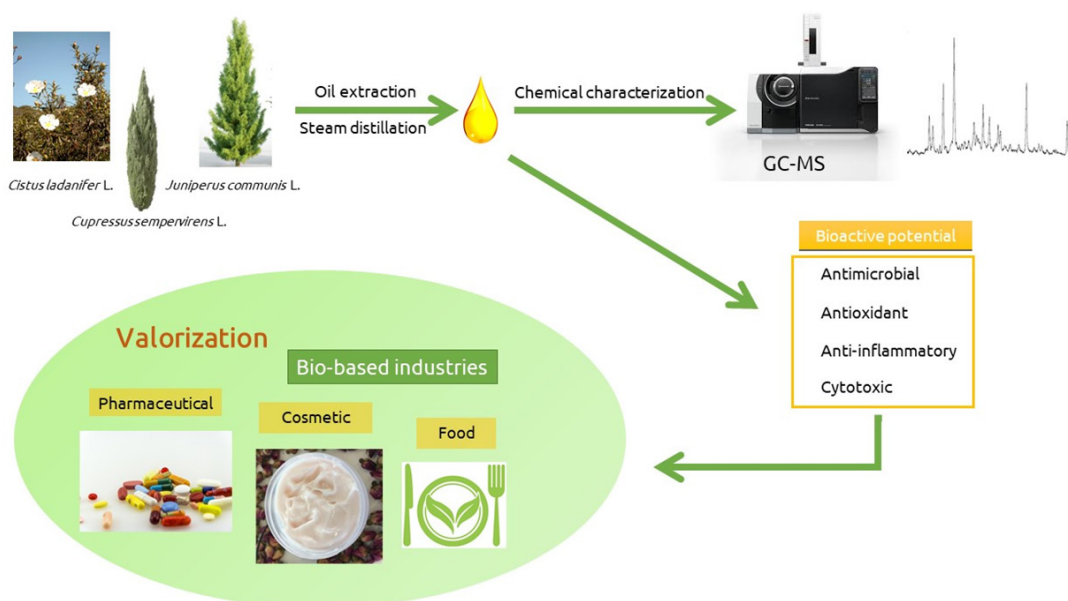 Oil extraction
Steam distillation
Chemical characterization
GC-MS
Cistus ladanifer L.
Juniperus communis L.
Cupressus sempervirens L.
Bioactive potential
Antimicrobial
Antioxidant
Anti-inflammatory
Cytotoxic
Valorization
Bio-based industries
Pharmaceutical
Cosmetic
Food